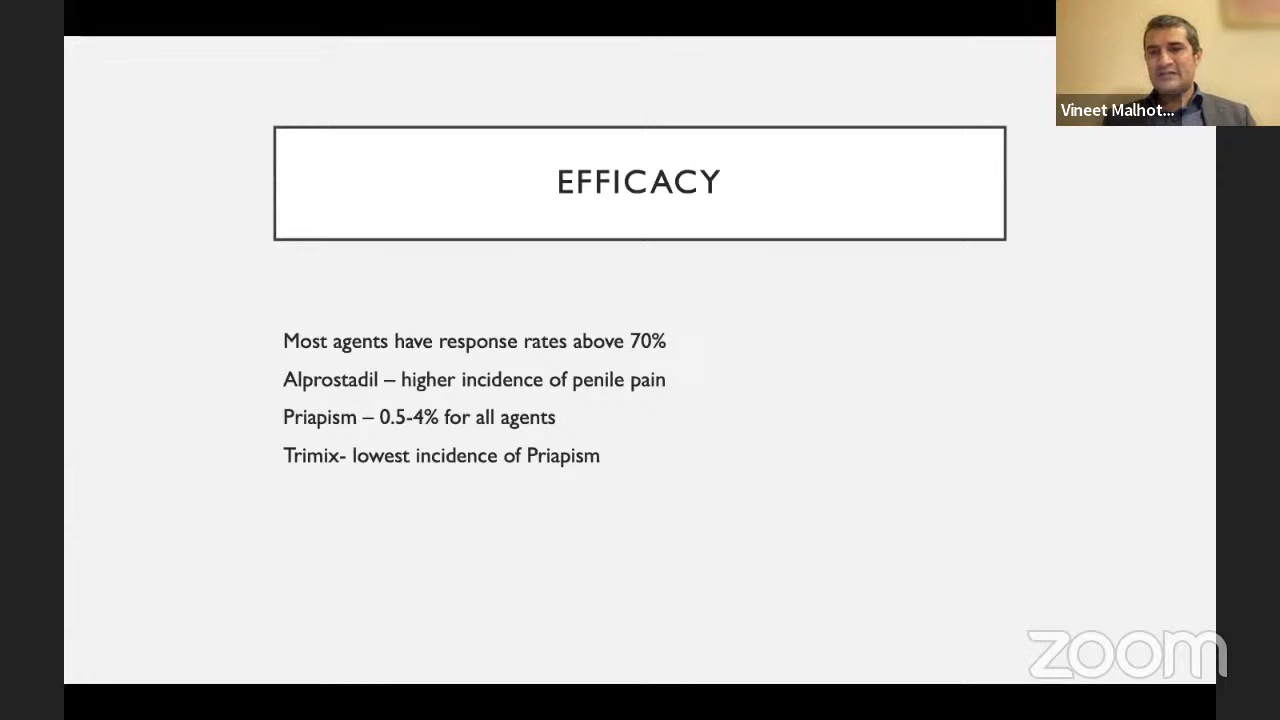 Vineet Malhot...
EFFICACY
Most agents have response rates above 70%
Alprostadil – higher incidence of penile pain
Priapism – 0.5-4% for all agents
Trimix- lowest incidence of Priapism
zoom